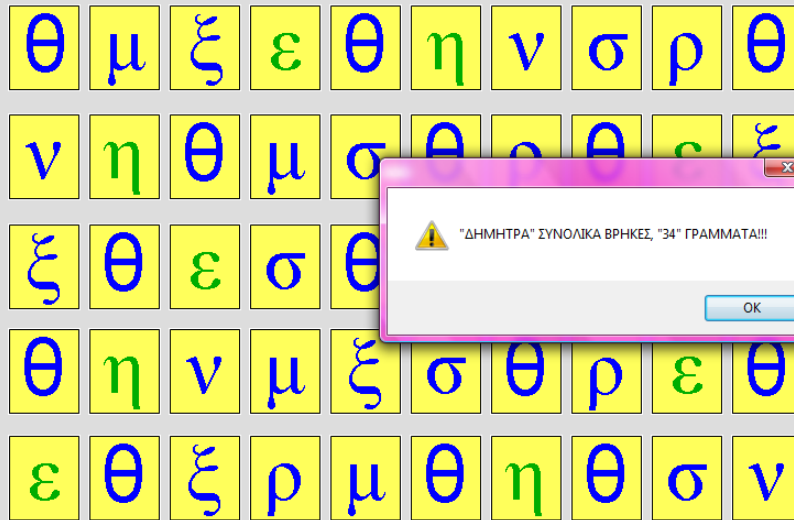 θ μ ξ ε θ η ν σ ρ θ
ν η θ μ σ θ ρ θ ε ξ
"ΔΗΜΗΤΡΑ" ΣΥΝΟΛΙΚΑ ΒΡΗΚΕΣ, "34" ΓΡΑΜΜΑΤΑ!!!
ξ θ ε σ θ
OK
θ η ν μ ξ σ θ ρ ε θ
ε θ ξ ρ μ θ η θ σ ν